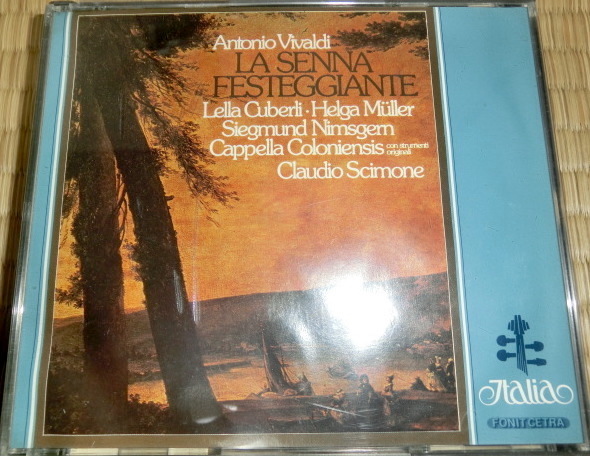 Antonio Vivaldi
LA SENNA
FESTEGGIANTE
Lella Cuberli · Helga Müller
Siegmund Nimsgern
Cappella Coloniensis con strumenti originali
Claudio Scimone
Italia
FONIT CETRA